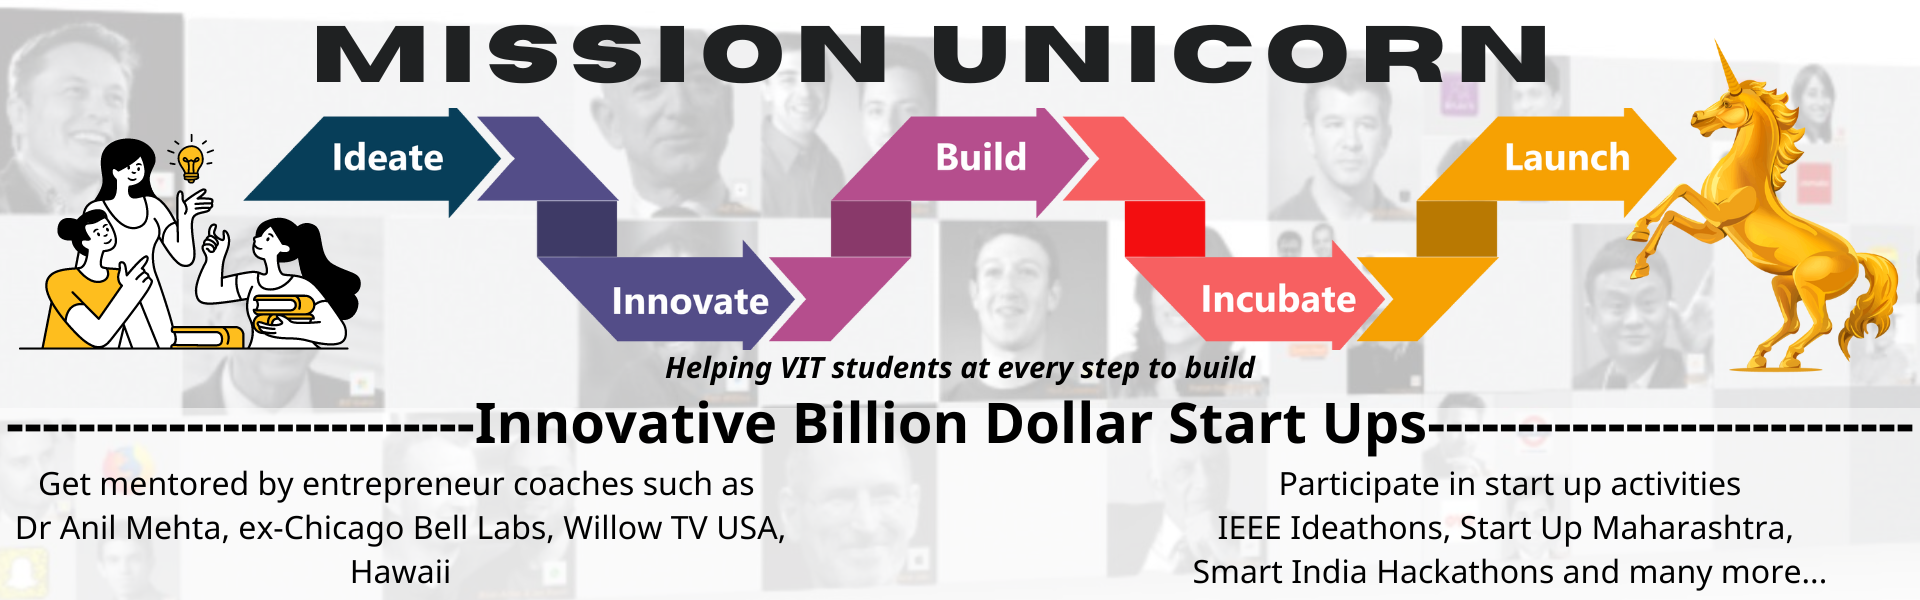 MISSION UNICORN
Ideate
Build
Launch
Innovate
Incubate
Helping VIT students at every step to build
--------------------------Innovative Billion Dollar Start Ups---------------------------
Get mentored by entrepreneur coaches such as
Dr Anil Mehta, ex-Chicago Bell Labs, Willow TV USA,
Hawaii
Participate in start up activities
IEEE Ideathons, Start Up Maharashtra,
Smart India Hackathons and many more...